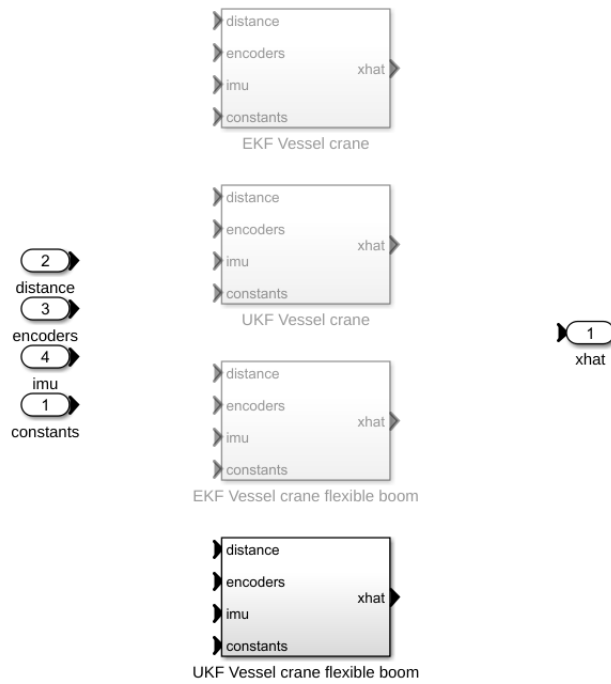 distance
encoders
xhat
imu
constants
EKF Vessel crane
distance
encoders
xhat
imu
constants
UKF Vessel crane
2
distance
3
encoders
4
imu
1
constants
1
xhat
distance
encoders
xhat
imu
constants
EKF Vessel crane flexible boom
distance
encoders
xhat
imu
constants
UKF Vessel crane flexible boom